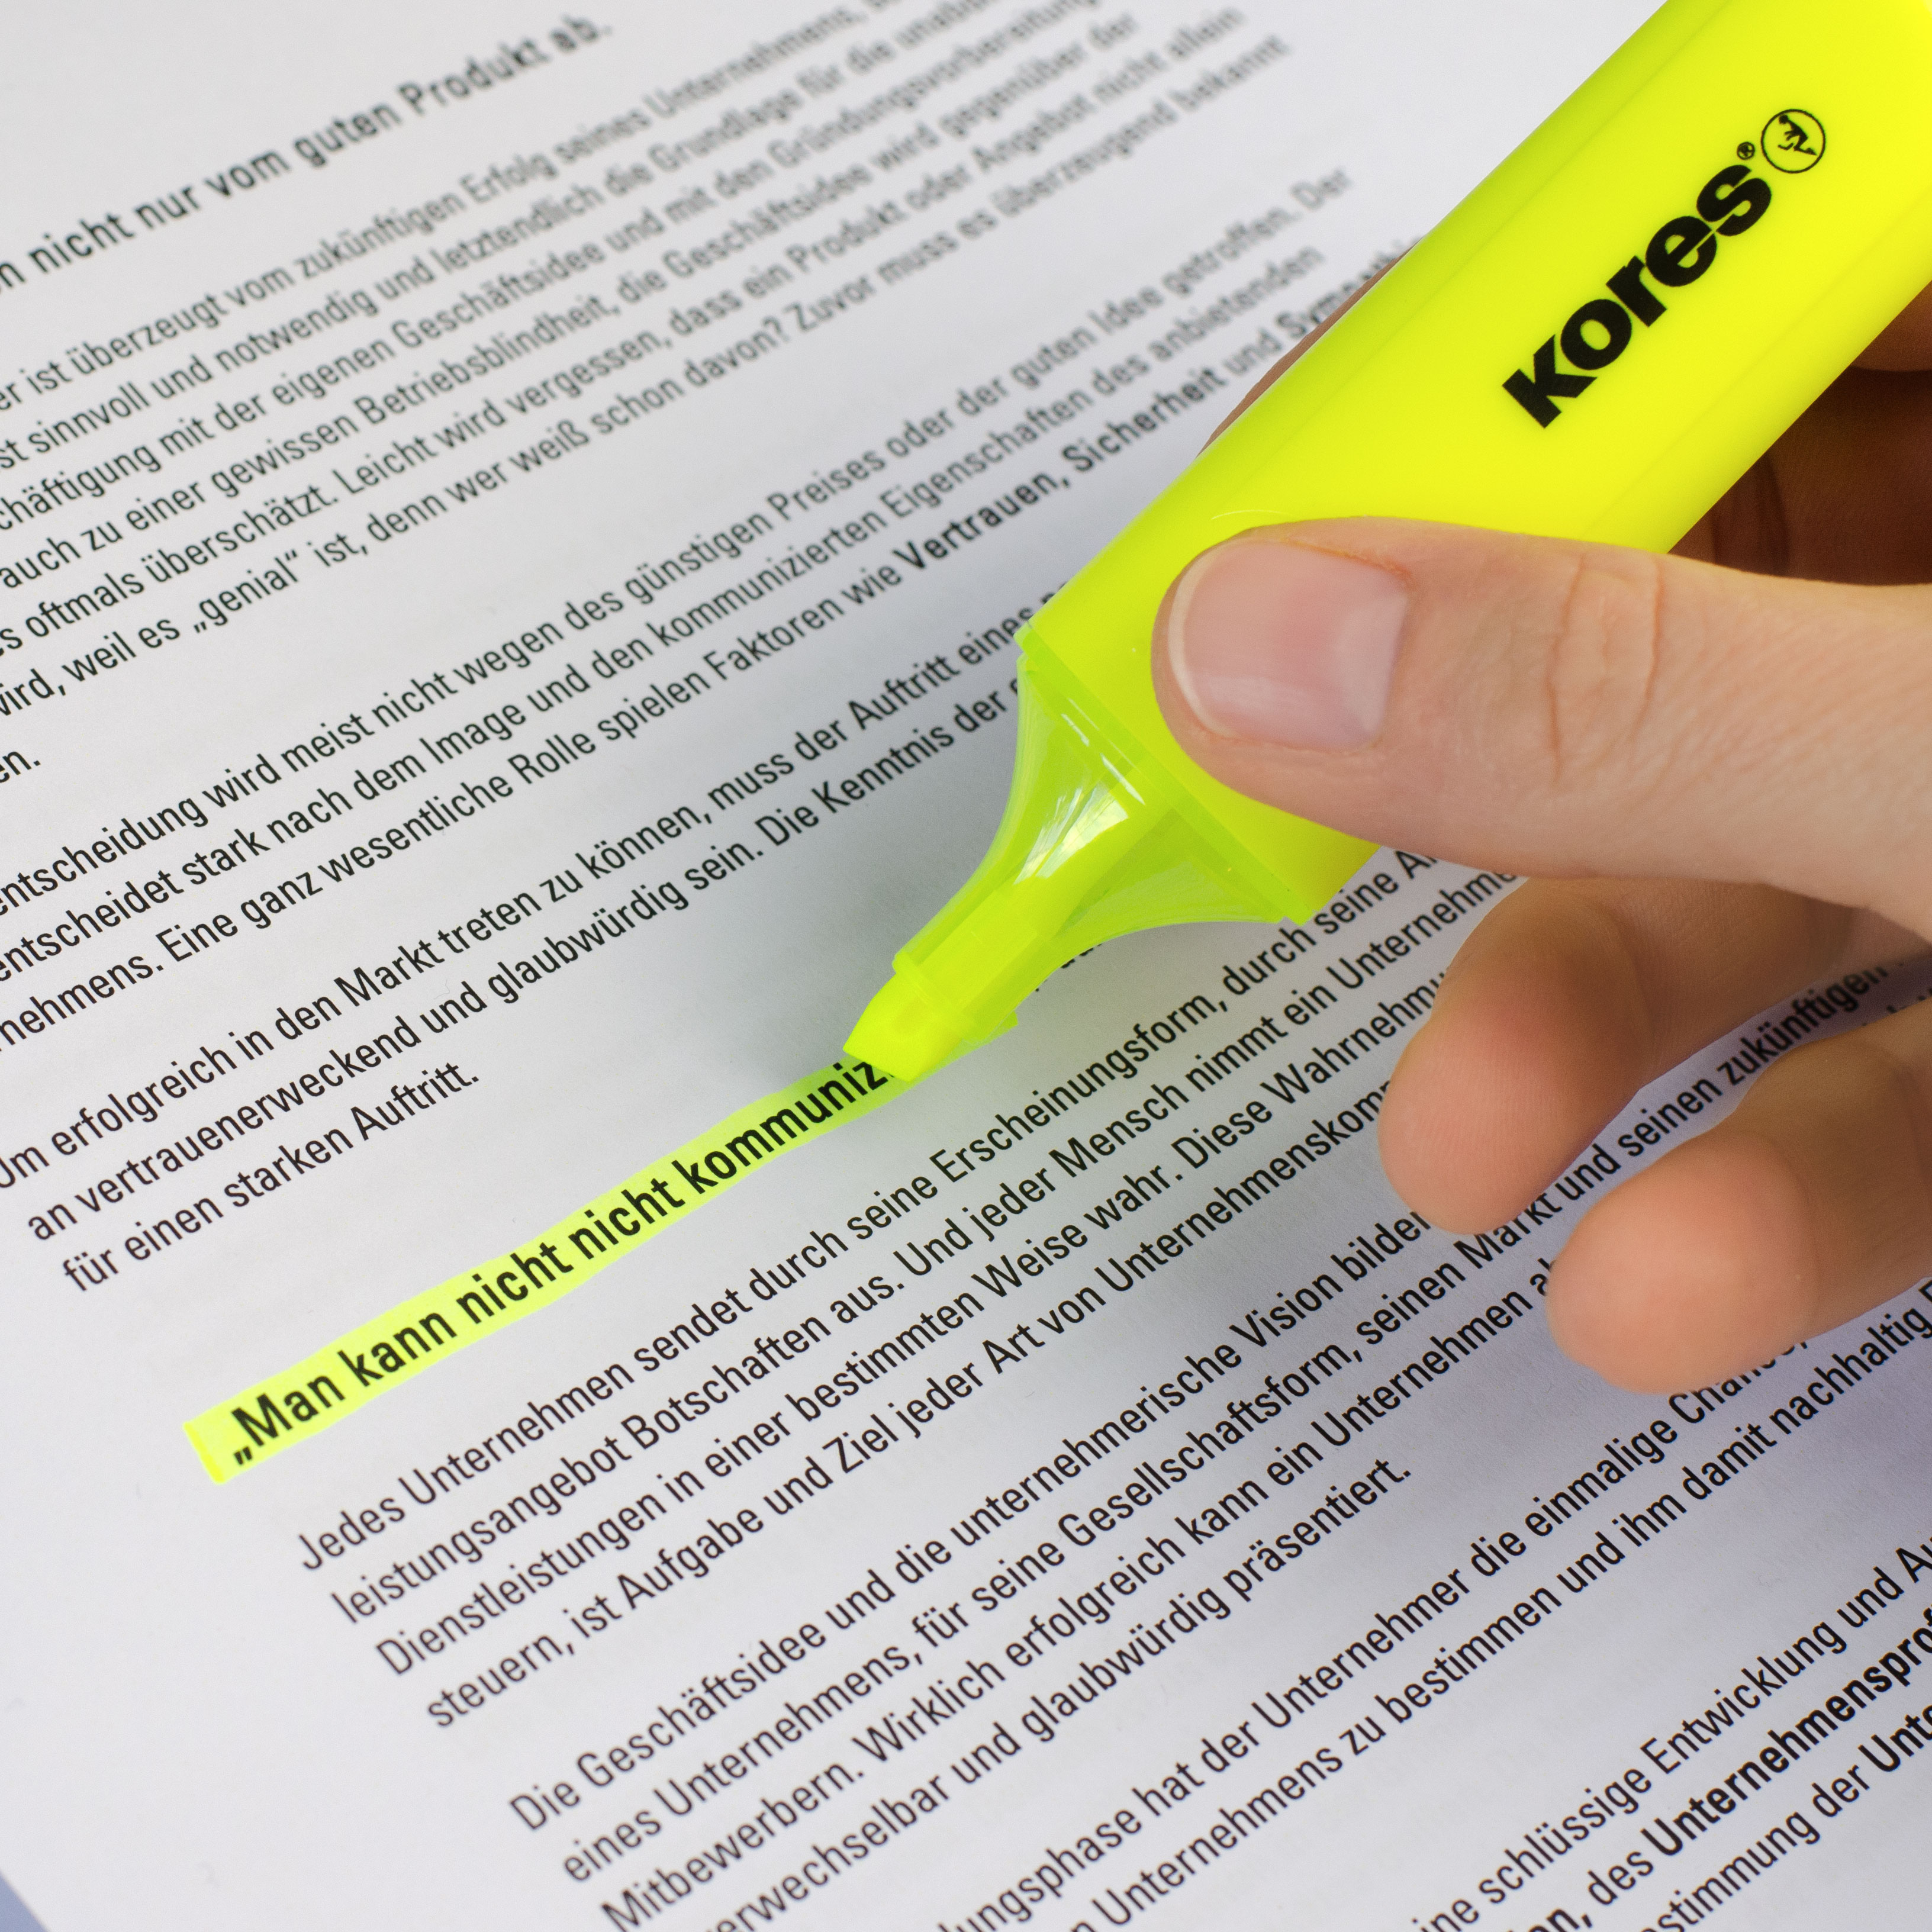 nicht nur vom guten Produkt ab.
er ist überzeugt vom zukünftigen Erfolg seines Unternehmens,
st sinnvoll und notwendig und letztendlich die Grundlage für die
chäftigung mit der eigenen Geschäftsidee und mit den Gründungsvorbereitung
auch zu einer gewissen Betriebsblindheit, die Geschäftsidee wird gegenüber der
s oftmals überschätzt. Leicht wird vergessen, dass ein Produkt oder Angebot nicht allein
wird, weil es „genial“ ist, denn wer weiß schon davon? Zuvor muss es überzeugend bekannt
en.
entscheidung wird meist nicht wegen des günstigen Preises oder der guten Idee getroffen. Der
entscheidet stark nach dem Image und den kommunizierten Eigenschaften des anbietenden
nehmens. Eine ganz wesentliche Rolle spielen Faktoren wie Vertrauen, Sicherheit und
Um erfolgreich in den Markt treten zu können, muss der Auftritt eines
an vertrauenerweckend und glaubwürdig sein. Die Kenntnis der
für einen starken Auftritt.
„Man kann nicht nicht kommuniz
Jedes Unternehmen sendet durch seine Erscheinungsform, durch seine
leistungsangebot Botschaften aus. Und jeder Mensch nimmt ein Unternehme
Dienstleistungen in einer bestimmten Weise wahr. Diese Wahrnehmu
steuern, ist Aufgabe und Ziel jeder Art von Unternehmenskom
Die Geschäftsidee und die unternehmerische Vision bilde
eines Unternehmens, für seine Gesellschaftsform, seinen Markt und seinen zukünftigen
Mitbewerbern. Wirklich erfolgreich kann ein Unternehmen
erwechselbar und glaubwürdig präsentiert.
lungsphase hat der Unternehmer die einmalige
n Unternehmens zu bestimmen und ihm damit nachhaltig
ine schlüssige Entwicklung und
des Unternehmensprof
stimmung der Unte
kores®